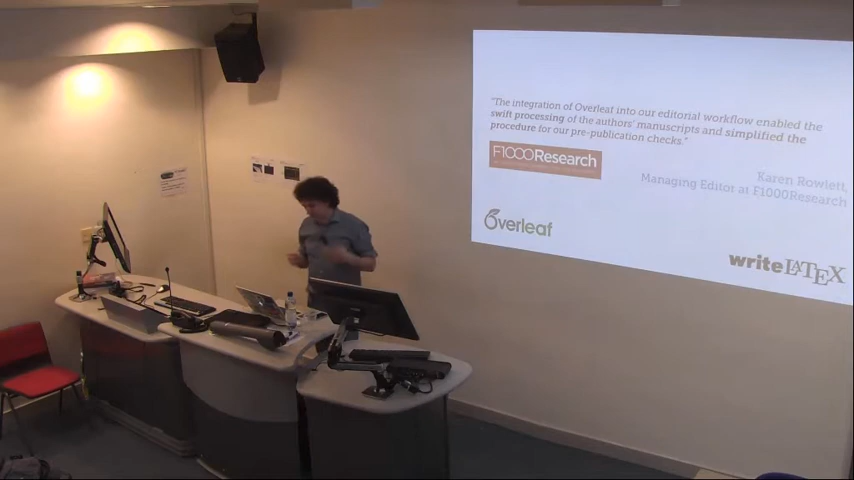 "The integration of Overleaf into our editorial workflow enabled the
swift processing of the authors' manuscripts and simplified the
procedure for our pre-publication checks."
F1000Research
Karen Rowlett,
Managing Editor at F1000Research
Overleaf
writeLATEX